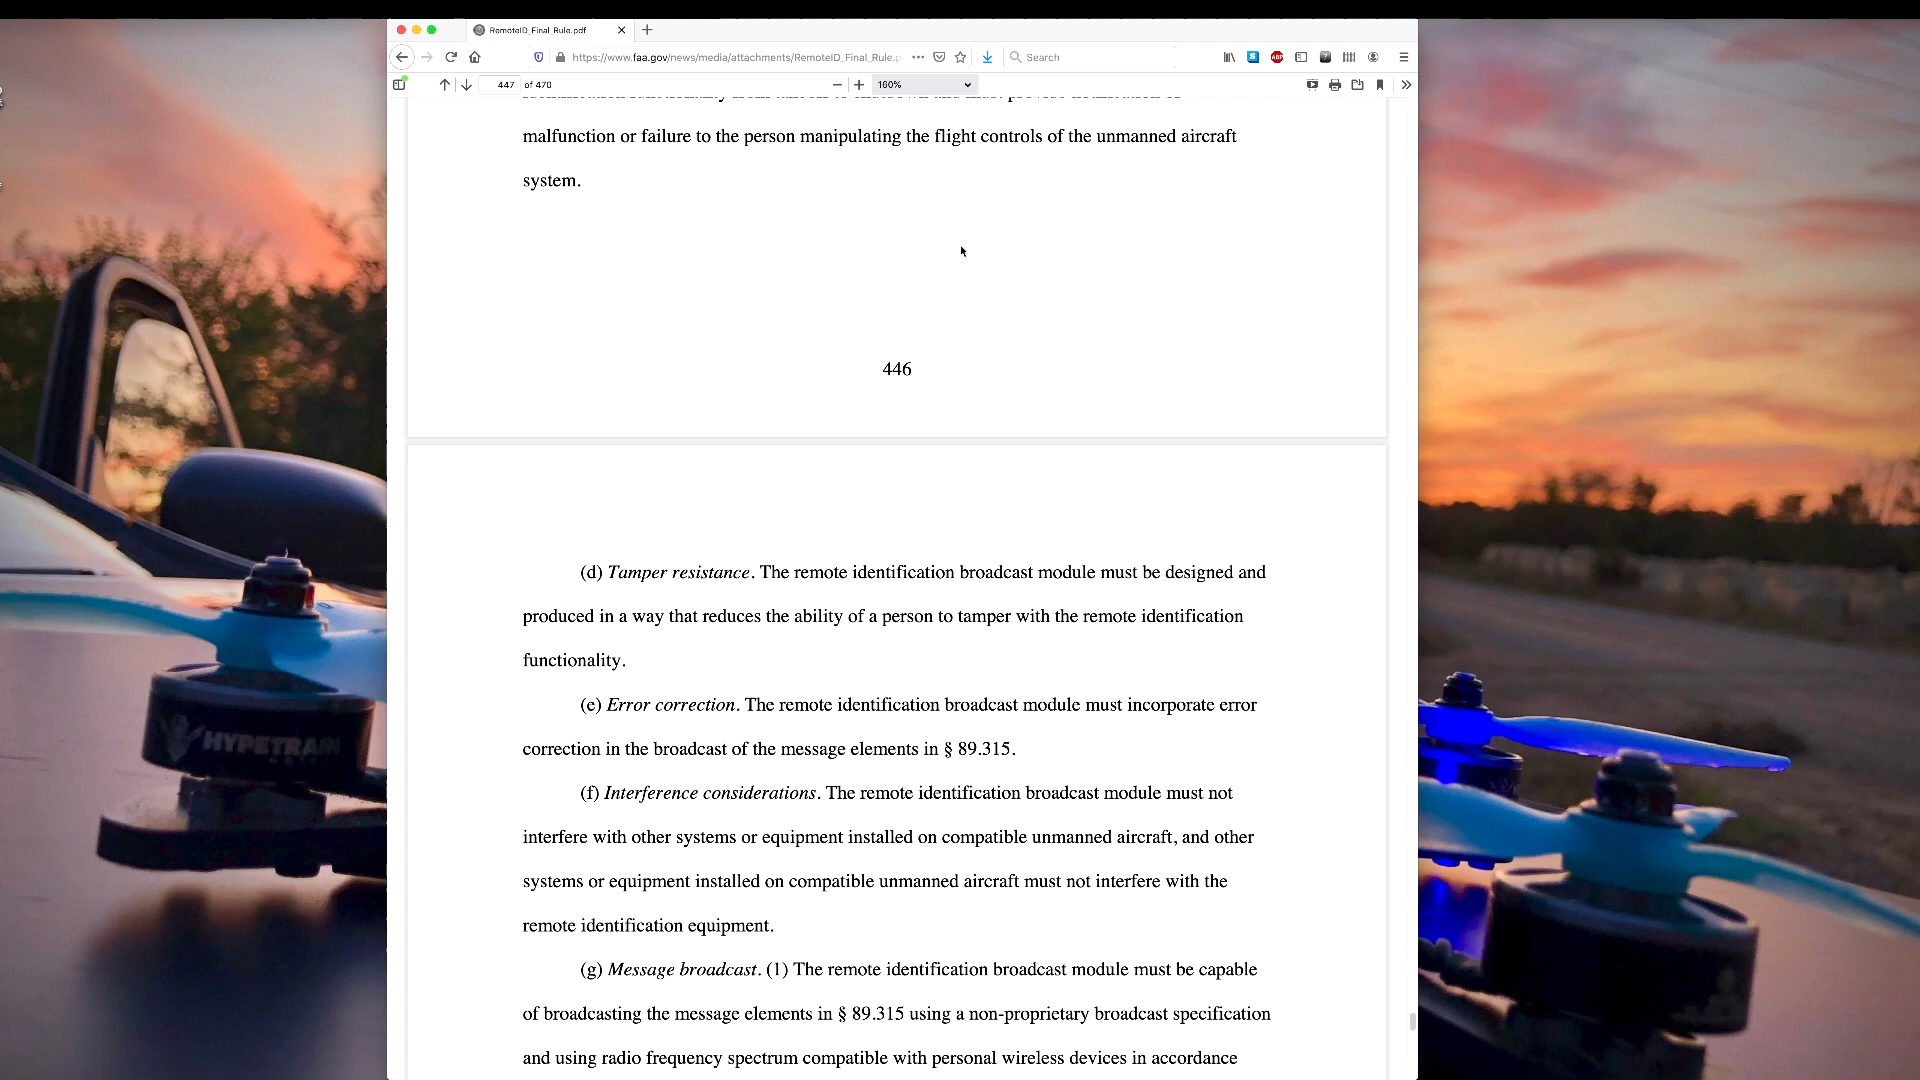 RemoteID_Final_Rule.pdf
https://www.faa.gov/news/media/attachments/RemoteID_Final_Rule.p
Search
ABP
447 of 470
160%
malfunction or failure to the person manipulating the flight controls of the unmanned aircraft
system.
446
(d) Tamper resistance. The remote identification broadcast module must be designed and
produced in a way that reduces the ability of a person to tamper with the remote identification
functionality.
(e) Error correction. The remote identification broadcast module must incorporate error
correction in the broadcast of the message elements in § 89.315.
(f) Interference considerations. The remote identification broadcast module must not
interfere with other systems or equipment installed on compatible unmanned aircraft, and other
systems or equipment installed on compatible unmanned aircraft must not interfere with the
remote identification equipment.
(g) Message broadcast. (1) The remote identification broadcast module must be capable
of broadcasting the message elements in § 89.315 using a non-proprietary broadcast specification
and using radio frequency spectrum compatible with personal wireless devices in accordance
HYPETRAIN